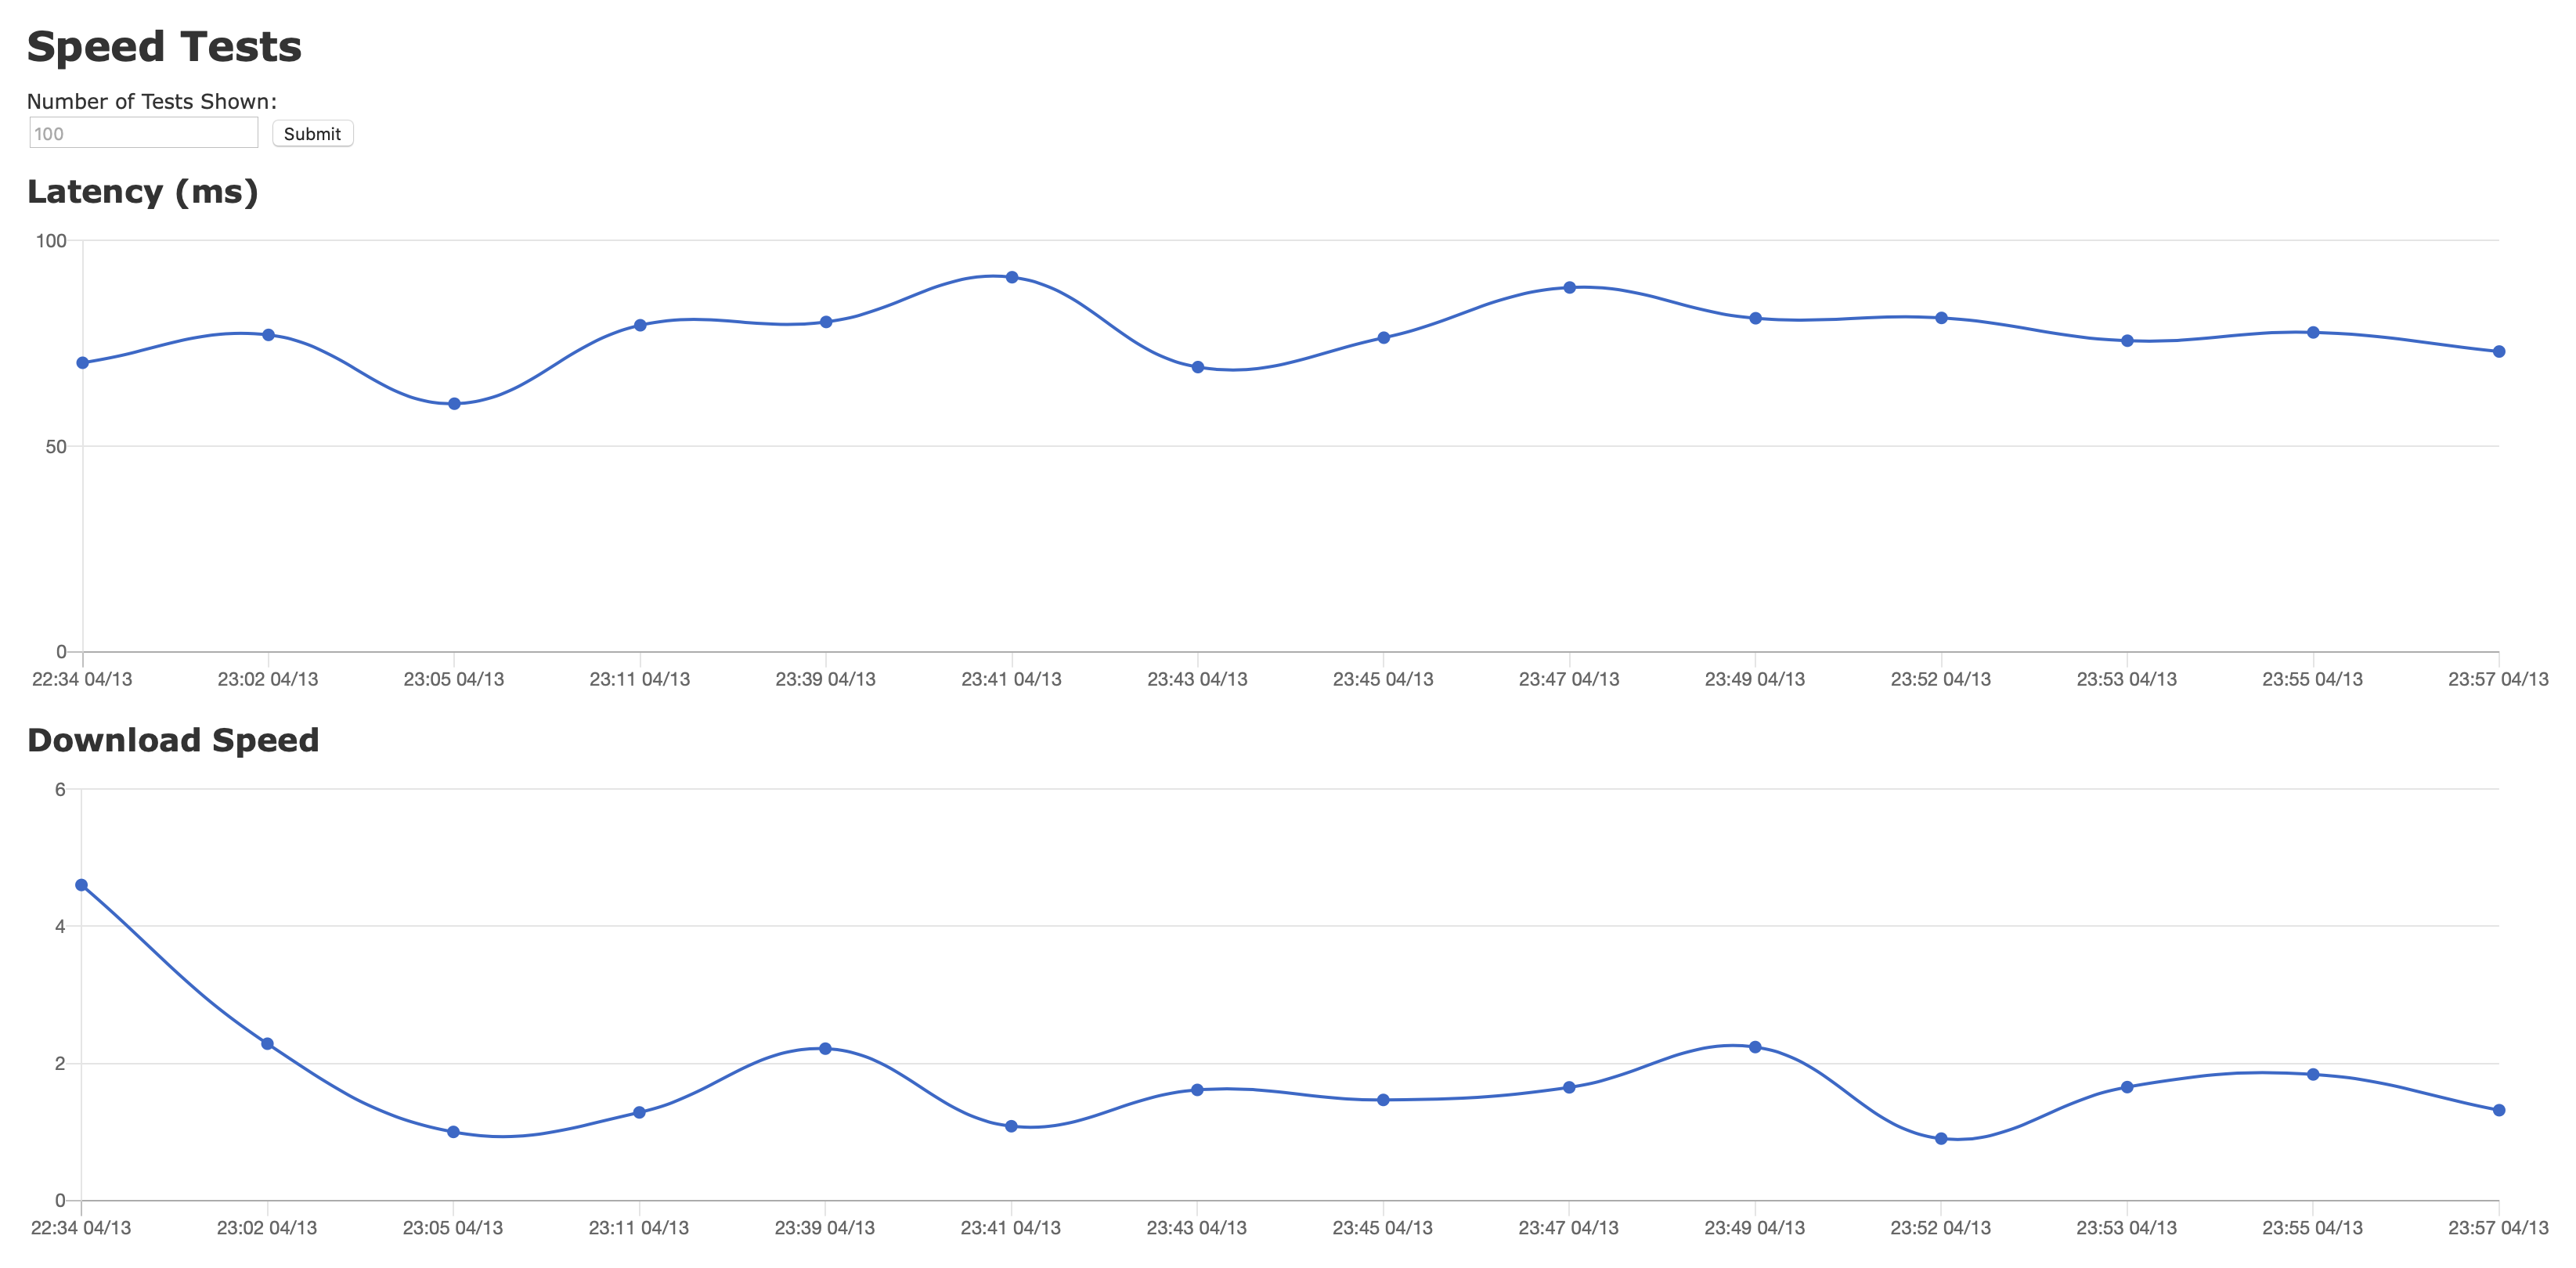 Speed Tests
Number of Tests Shown:
100 Submit
Latency (ms)
100
50
0
22:34 04/13 23:02 04/13 23:05 04/13 23:11 04/13 23:39 04/13 23:41 04/13 23:43 04/13 23:45 04/13 23:47 04/13 23:49 04/13 23:52 04/13 23:53 04/13 23:55 04/13 23:57 04/13
Download Speed
6
4
2
0
22:34 04/13 23:02 04/13 23:05 04/13 23:11 04/13 23:39 04/13 23:41 04/13 23:43 04/13 23:45 04/13 23:47 04/13 23:49 04/13 23:52 04/13 23:53 04/13 23:55 04/13 23:57 04/13